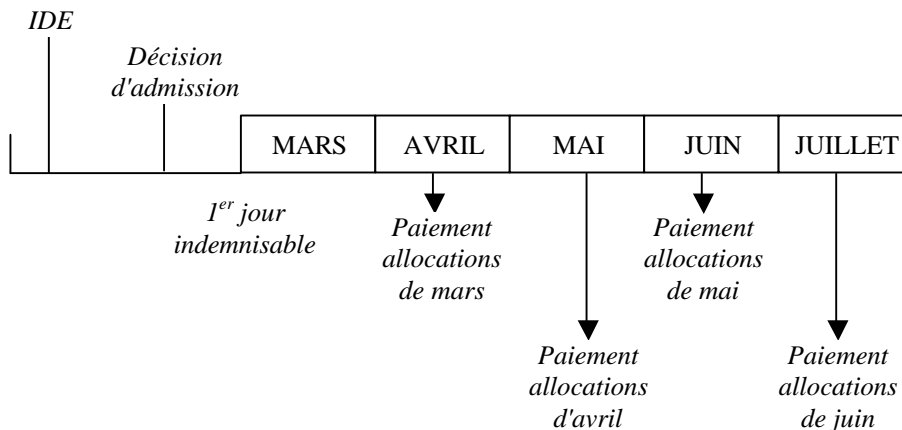 IDE
Décision
d'admission
MARS AVRIL MAI JUIN JUILLET
1er jour
indemnisable
Paiement
allocations
de mars
Paiement
allocations
de mai
Paiement
allocations
d'avril
Paiement
allocations
de juin